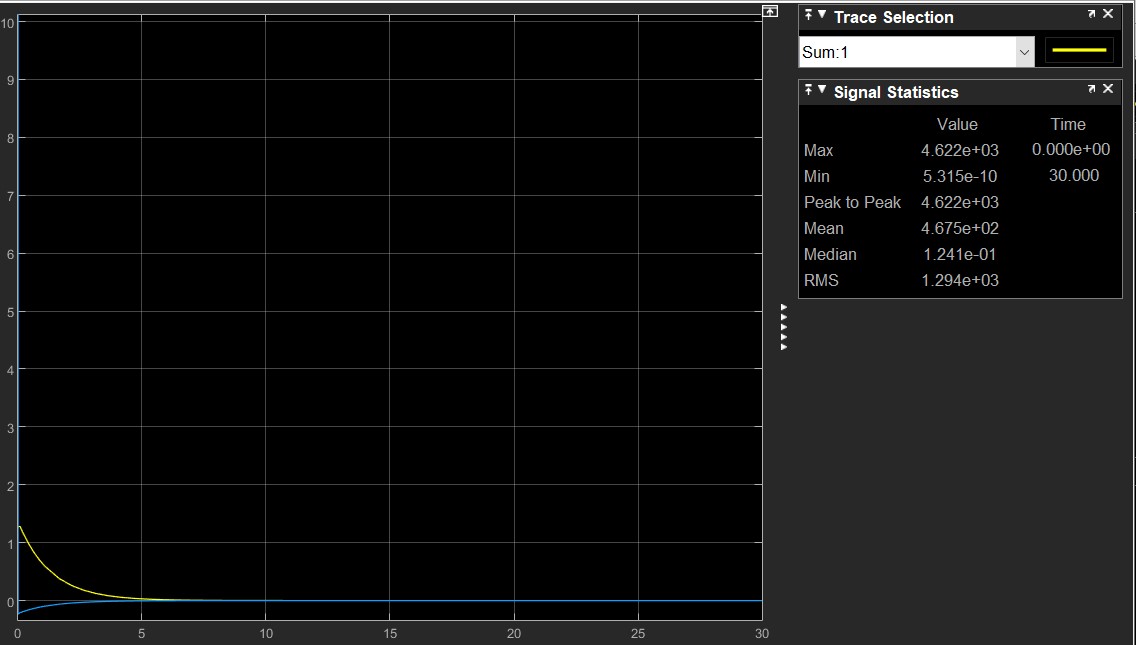 10
9
8
7
6
5
4
3
2
1
0
0 5 10 15 20 25 30
Trace Selection
Sum:1
Signal Statistics
Value Time
Max 4.622e+03 0.000e+00
Min 5.315e-10 30.000
Peak to Peak 4.622e+03
Mean 4.675e+02
Median 1.241e-01
RMS 1.294e+03